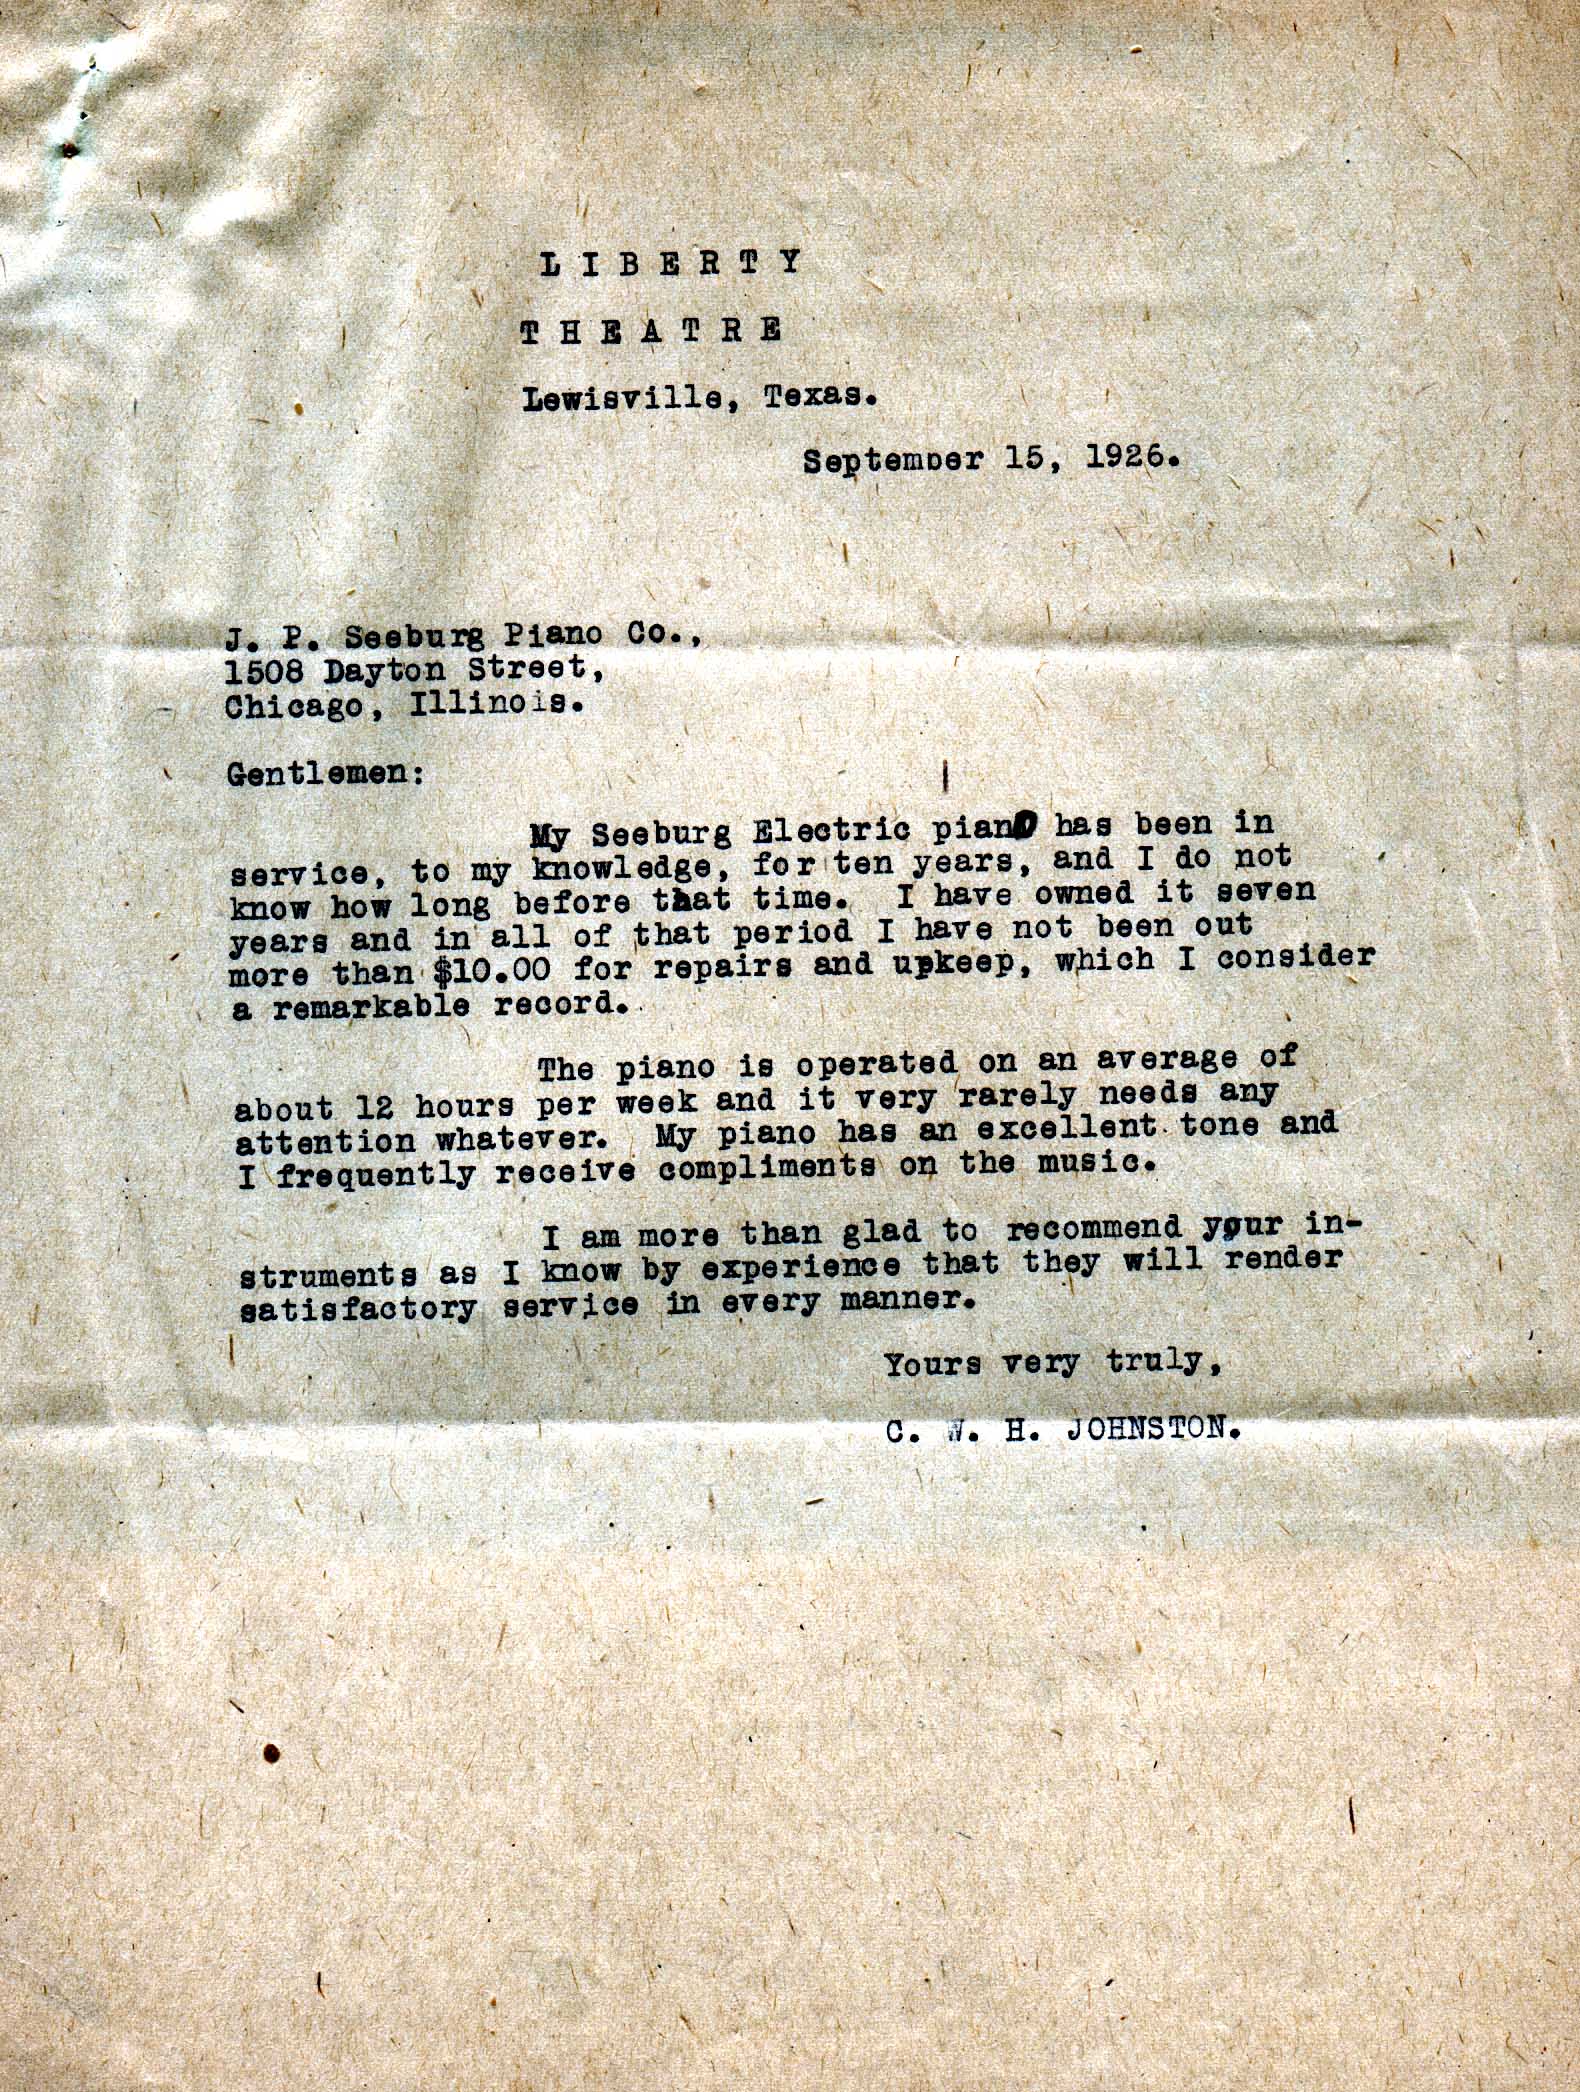 L I B E R T Y
T H E A T R E
Lewisville, Texas.
September 15, 1926.
J. P. Seeburg Piano Co.,
1508 Dayton Street,
Chicago, Illinois.
Gentlemen:
My Seeburg Electric piano has been in
service, to my knowledge, for ten years, and I do not
know how long before that time. I have owned it seven
years and in all of that period I have not been out
more than $10.00 for repairs and upkeep, which I consider
a remarkable record.
The piano is operated on an average of
about 12 hours per week and it very rarely needs any
attention whatever. My piano has an excellent tone and
I frequently receive compliments on the music.
I am more than glad to recommend your in-
struments as I know by experience that they will render
satisfactory service in every manner.
Yours very truly,
C. W. H. JOHNSTON.